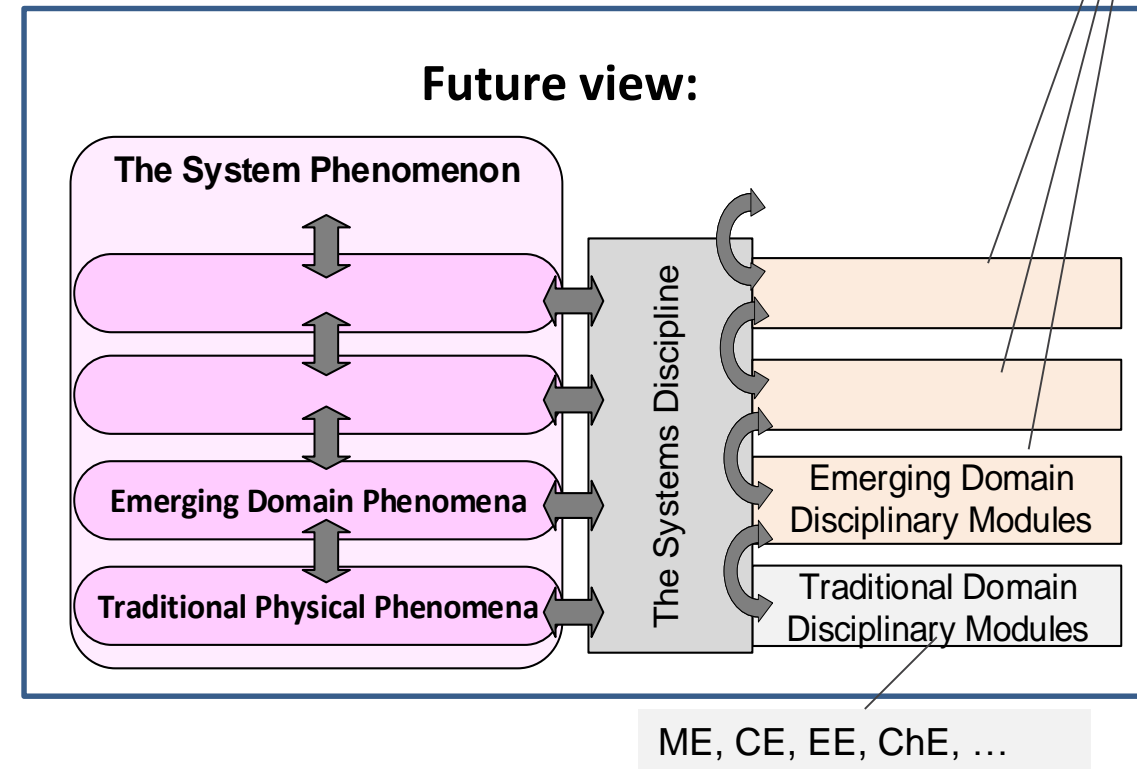 Future view:
The System Phenomenon
Emerging Domain Phenomena
Traditional Physical Phenomena
The Systems Discipline
Emerging Domain
Disciplinary Modules
Traditional Domain
Disciplinary Modules
ME, CE, EE, ChE, …